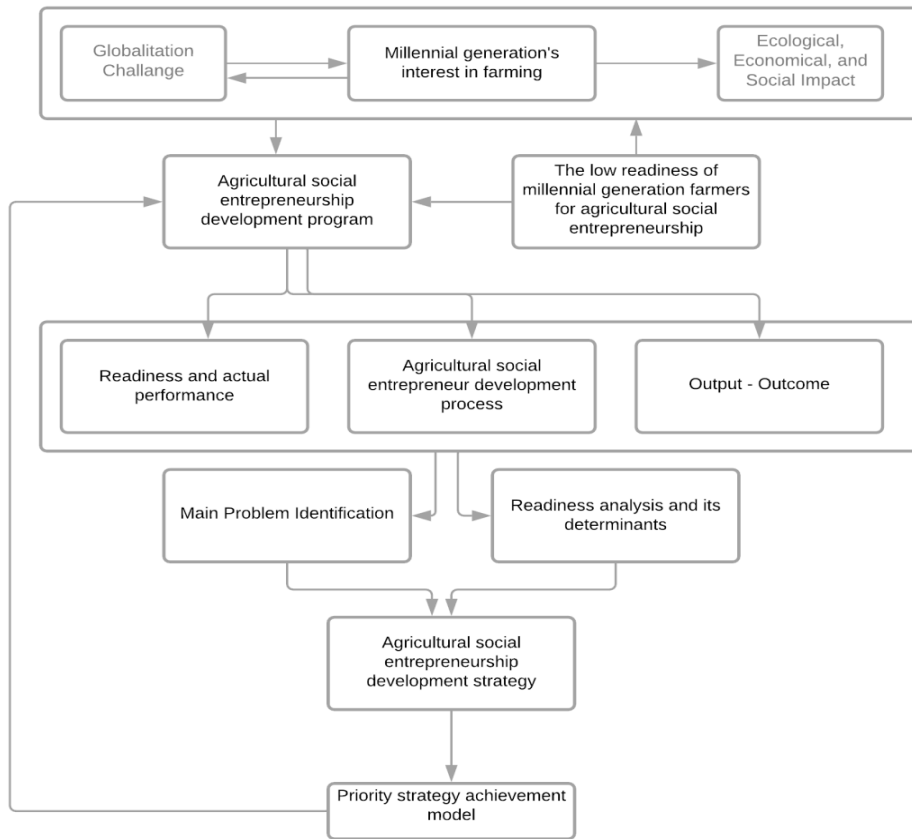 Globalitation
Challange
Millennial generation's
interest in farming
Ecological,
Economical, and
Social Impact
Agricultural social
entrepreneurship
development program
The low readiness of
millennial generation farmers
for agricultural social
entrepreneurship
Readiness and actual
performance
Agricultural social
entrepreneur development
process
Output - Outcome
Main Problem Identification
Readiness analysis and its
determinants
Agricultural social
entrepreneurship
development strategy
Priority strategy achievement
model